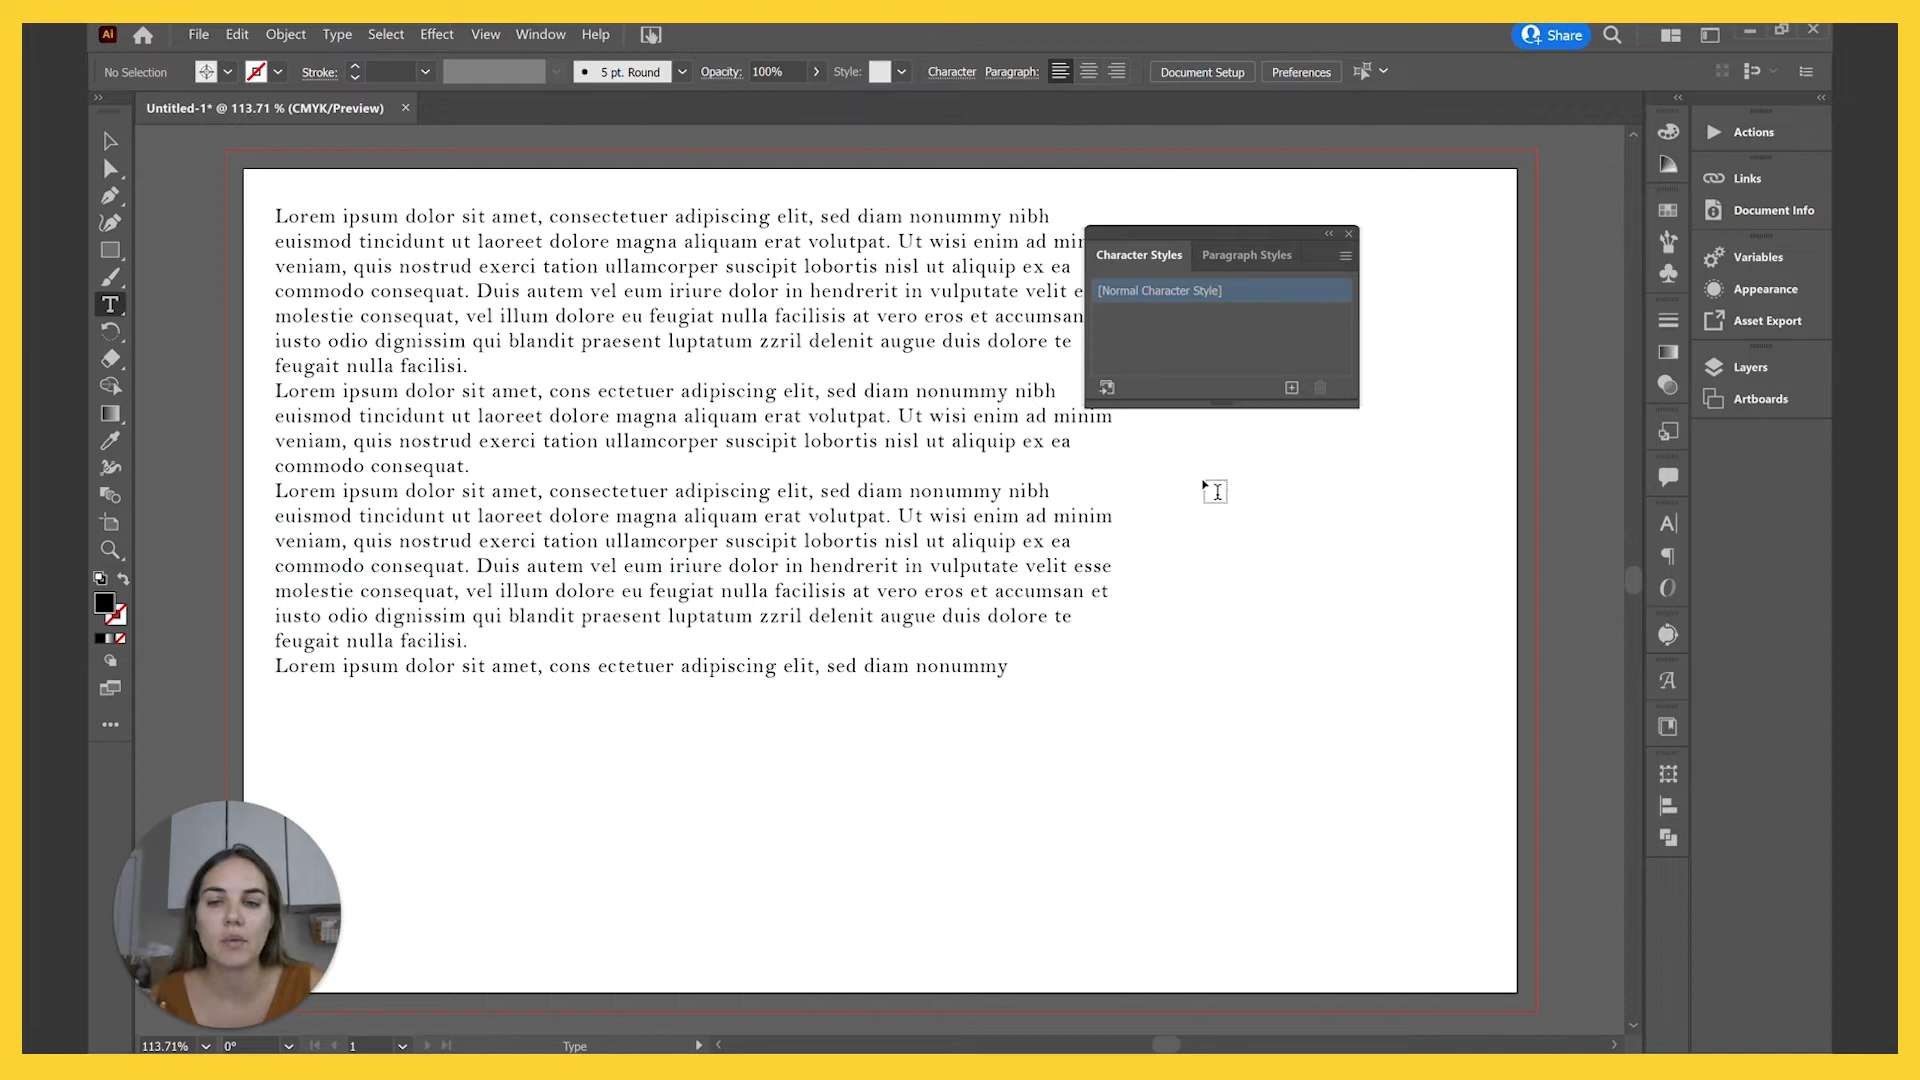 Ai File Edit Object Type Select Effect View Window Help Share
No Selection Stroke: 5 pt. Round Opacity: 100% Style: Character Paragraph: Document Setup Preferences
Untitled-1* @ 113.71 % (CMYK/Preview)
Lorem ipsum dolor sit amet, consectetuer adipiscing elit, sed diam nonummy nibh
euismod tincidunt ut laoreet dolore magna aliquam erat volutpat. Ut wisi enim ad min
veniam, quis nostrud exerci tation ullamcorper suscipit lobortis nisl ut aliquip ex ea
commodo consequat. Duis autem vel eum iriure dolor in hendrerit in vulputate velit e
molestie consequat, vel illum dolore eu feugiat nulla facilisis at vero eros et accumsan
iusto odio dignissim qui blandit praesent luptatum zzril delenit augue duis dolore te
feugait nulla facilisi.
Lorem ipsum dolor sit amet, cons ectetuer adipiscing elit, sed diam nonummy nibh
euismod tincidunt ut laoreet dolore magna aliquam erat volutpat. Ut wisi enim ad minim
veniam, quis nostrud exerci tation ullamcorper suscipit lobortis nisl ut aliquip ex ea
commodo consequat.
Lorem ipsum dolor sit amet, consectetuer adipiscing elit, sed diam nonummy nibh
euismod tincidunt ut laoreet dolore magna aliquam erat volutpat. Ut wisi enim ad minim
veniam, quis nostrud exerci tation ullamcorper suscipit lobortis nisl ut aliquip ex ea
commodo consequat. Duis autem vel eum iriure dolor in hendrerit in vulputate velit esse
molestie consequat, vel illum dolore eu feugiat nulla facilisis at vero eros et accumsan et
iusto odio dignissim qui blandit praesent luptatum zzril delenit augue duis dolore te
feugait nulla facilisi.
Lorem ipsum dolor sit amet, cons ectetuer adipiscing elit, sed diam nonummy
Character Styles Paragraph Styles
[Normal Character Style]
Actions
Links
Document Info
Variables
Appearance
Asset Export
Layers
Artboards
113.71% 0° 1 Type